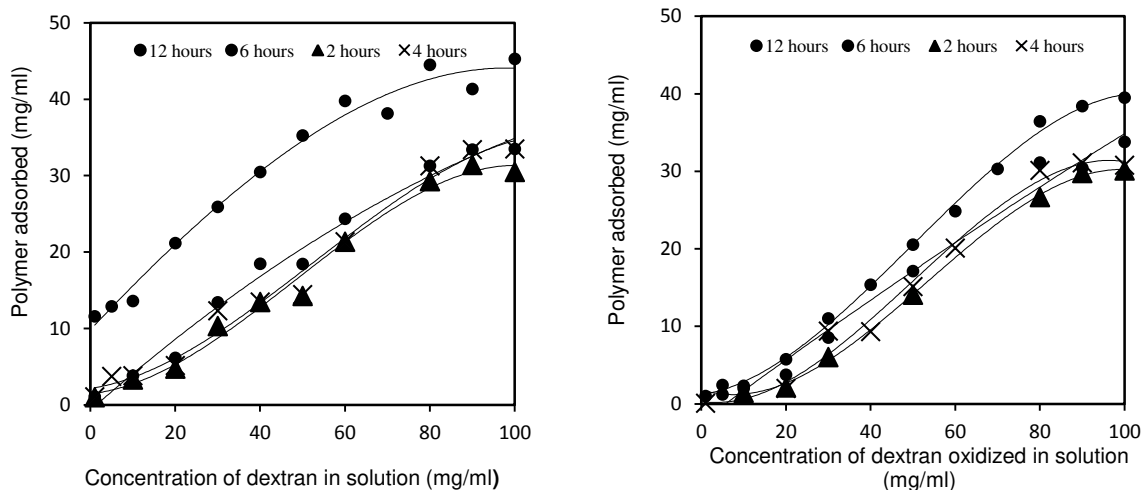 50
40
30
20
10
0
Polymer adsorbed (mg/ml)
12 hours 6 hours 2 hours 4 hours
0 20 40 60 80 100
Concentration of dextran in solution (mg/ml)
50
40
30
20
10
0
Polymer adsorbed (mg/ml)
12 hours 6 hours 2 hours 4 hours
0 20 40 60 80 100
Concentration of dextran oxidized in solution
(mg/ml)